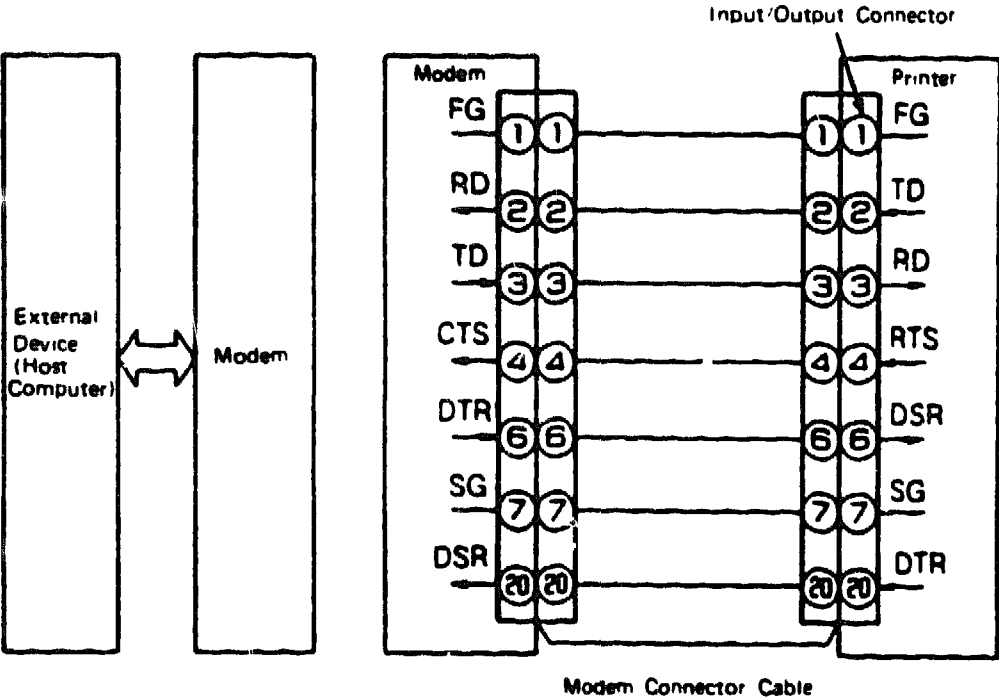 Input/Output Connector
Modem
Printer
FG
1 1
1 1
FG
RD
2 2
2 2
TD
TD
3 3
3 3
RD
External
Device
(Host
Computer)
Modem
CTS
4 4
4 4
RTS
DTR
6 6
6 6
DSR
SG
7 7
7 7
SG
DSR
20 20
20 20
DTR
Modem Connector Cable